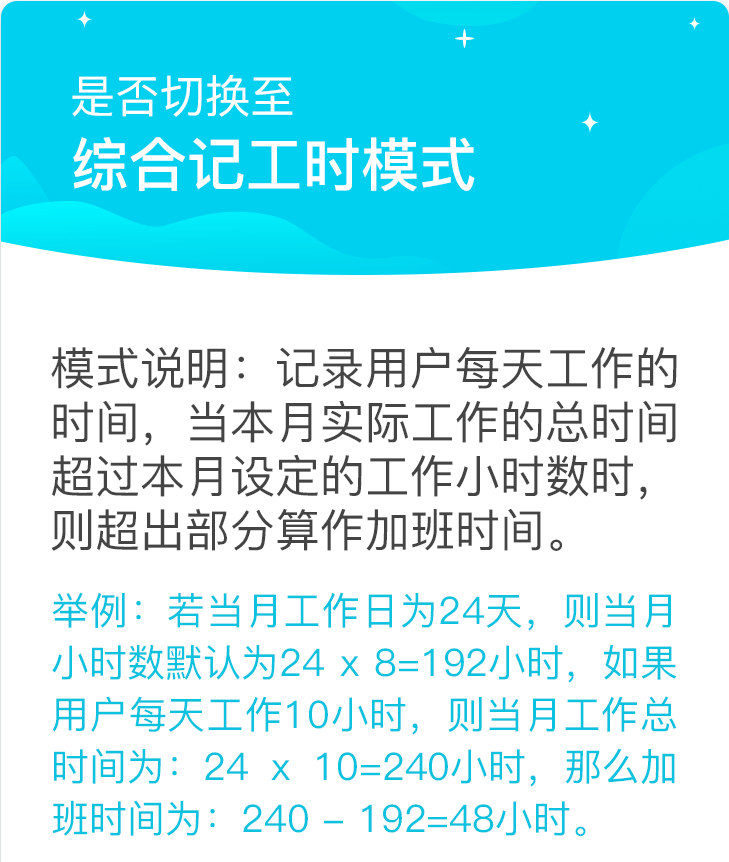 是否切换至
综合记工时模式
模式说明：记录用户每天工作的
时间，当本月实际工作的总时间
超过本月设定的工作小时数时，
则超出部分算作加班时间。
举例：若当月工作日为24天，则当月
小时数默认为24 x 8=192小时，如果
用户每天工作10小时，则当月工作总
时间为：24 x 10=240小时，那么加
班时间为：240 – 192=48小时。